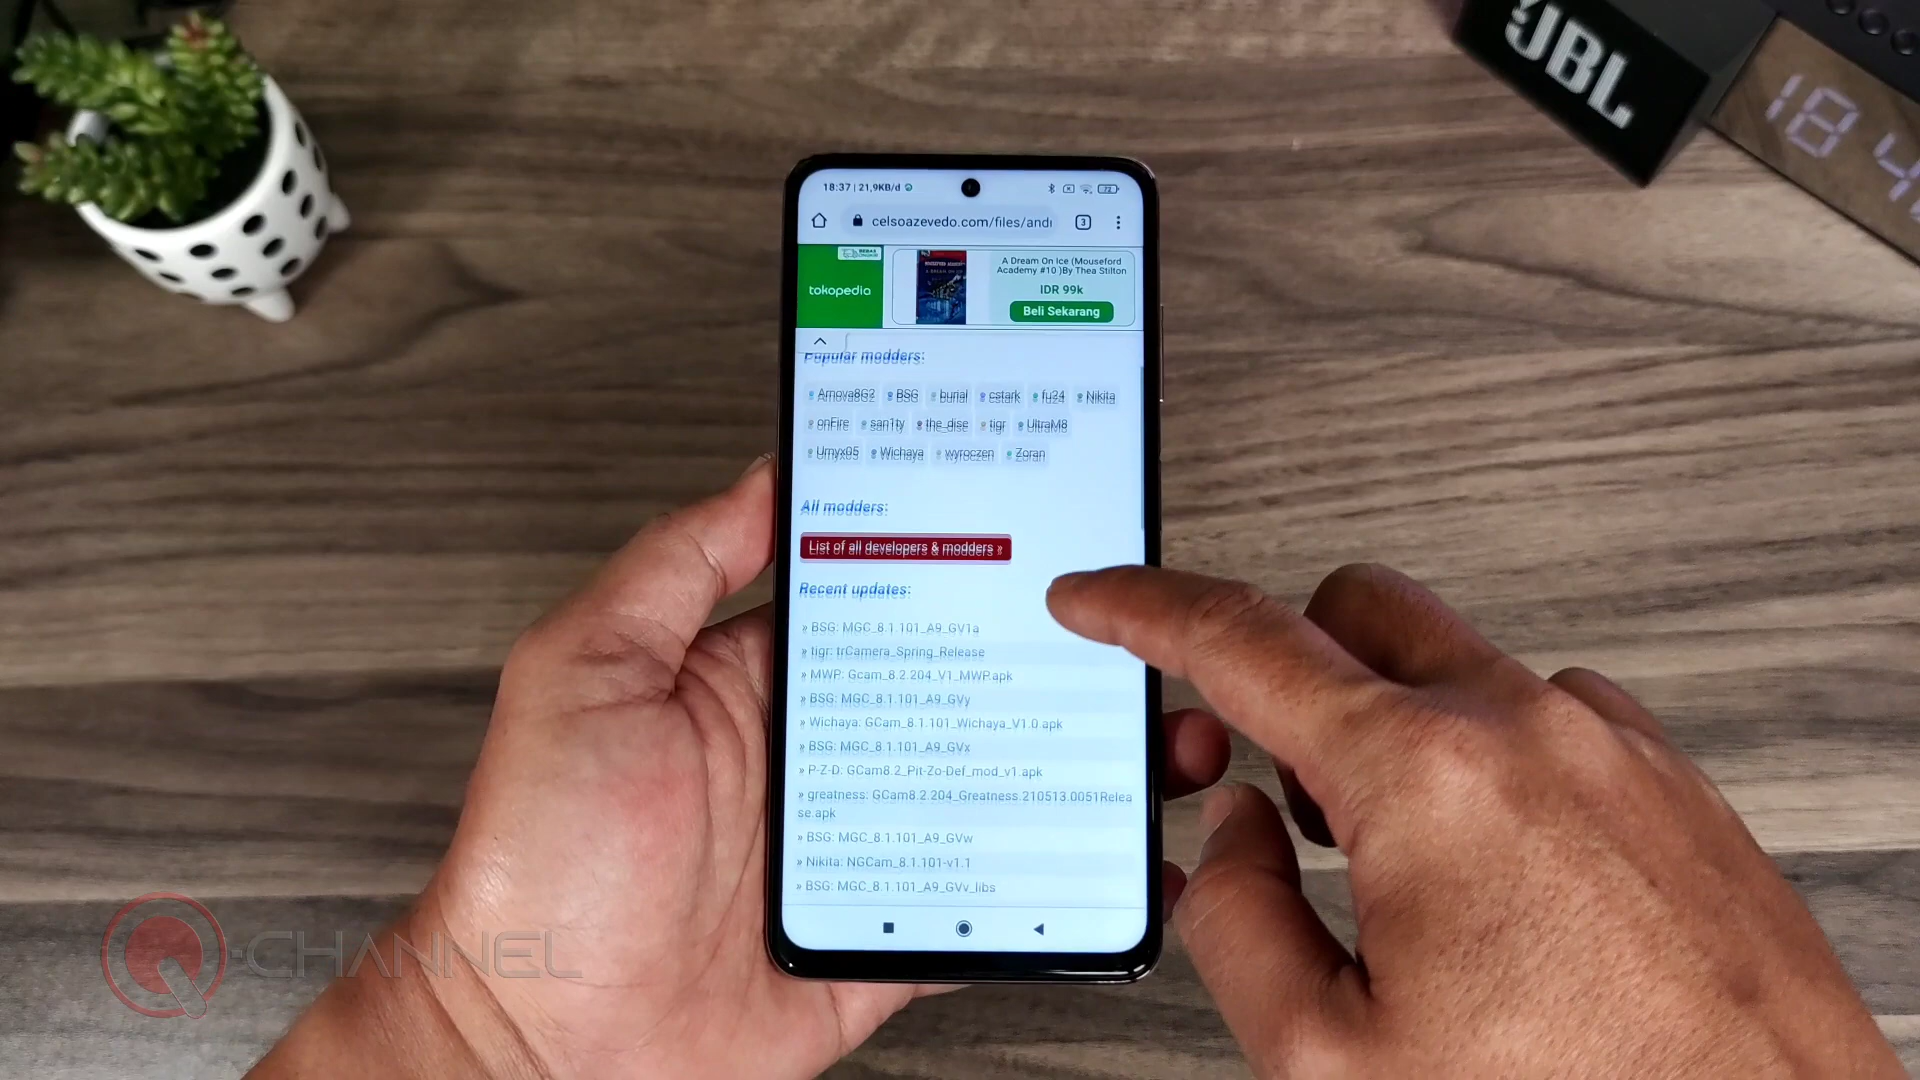 JBL
18:37 | 21,9KB/d
72
celsoazevedo.com/files/andr
3
tokopedia
A Dream On Ice (Mouseford
Academy #10 )By Thea Stilton
IDR 99k
Beli Sekarang
Popular modders:
Arnova8G2 BSG burial cstark fu24 Nikita
onFire san1ty the_dise tigr UltraM8
Urnyx05 Wichaya wyroczen Zoran
All modders:
List of all developers & modders »
Recent updates:
» BSG: MGC_8.1.101_A9_GV1a
» tigr: trCamera_Spring_Release
» MWP: Gcam_8.2.204_V1_MWP.apk
» BSG: MGC_8.1.101_A9_GVy
» Wichaya: GCam_8.1.101_Wichaya_V1.0.apk
» BSG: MGC_8.1.101_A9_GVx
» P-Z-D: GCam8.2_Pit-Zo-Def_mod_v1.apk
» greatness: GCam8.2.204_Greatness.210513.0051Relea
se.apk
» BSG: MGC_8.1.101_A9_GVw
» Nikita: NGCam_8.1.101-v1.1
» BSG: MGC_8.1.101_A9_GVv_libs
Q-CHANNEL